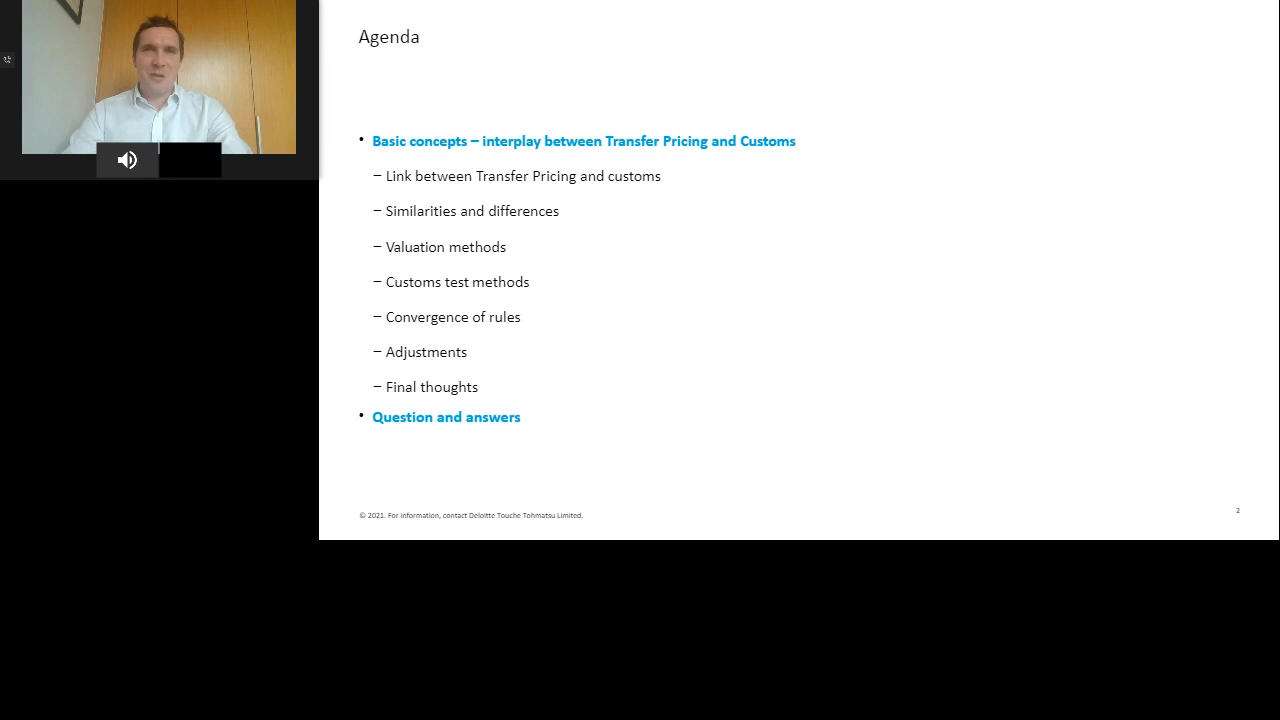 Agenda
• Basic concepts – interplay between Transfer Pricing and Customs
– Link between Transfer Pricing and customs
– Similarities and differences
– Valuation methods
– Customs test methods
– Convergence of rules
– Adjustments
– Final thoughts
• Question and answers
© 2021. For information, contact Deloitte Touche Tohmatsu Limited.
2